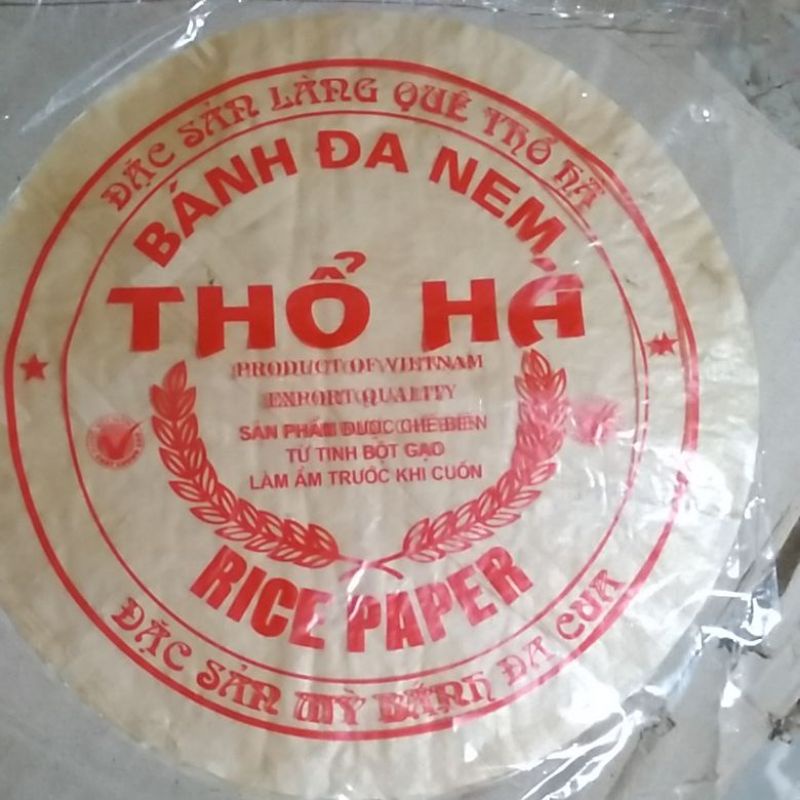 ĐẶC SẢN LÀNG QUÊ THỔ HÀ
BÁNH ĐA NEM
THỔ HÀ
PRODUCT OF VIETNAM
EXPORT QUALITY
SẢN PHẨM ĐƯỢC CHẾ BIẾN
TỪ TINH BỘT GẠO
LÀM ẨM TRƯỚC KHI CUỐN
RICE PAPER
ĐẶC SẢN MỲ BÁNH ĐA CUA